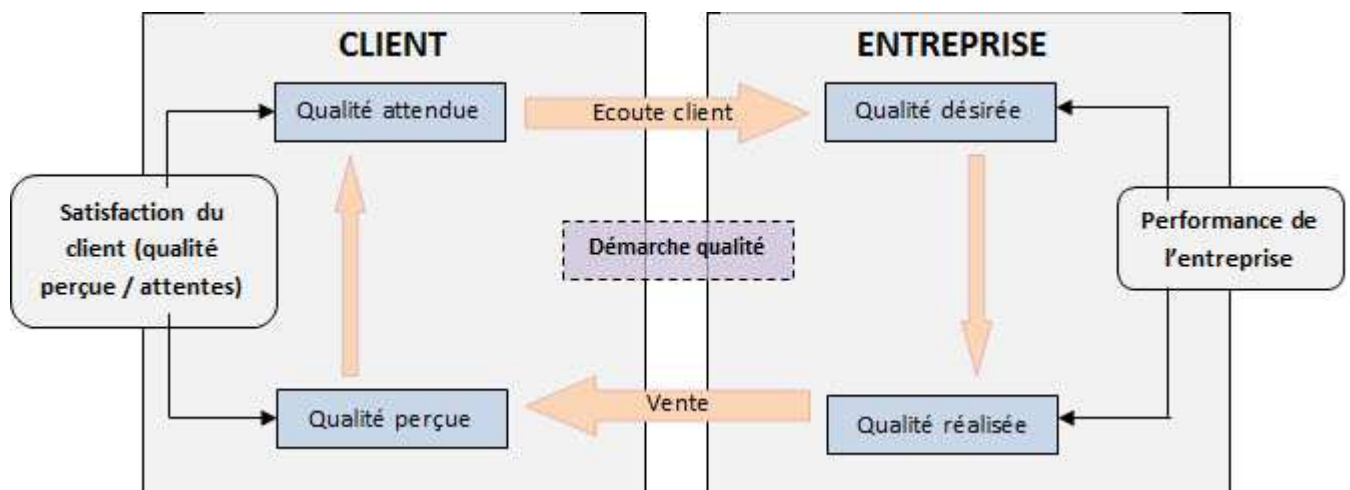 CLIENT
ENTREPRISE
Qualité attendue
Ecoute client
Qualité désirée
Satisfaction du
client (qualité
perçue / attentes)
Démarche qualité
Performance de
l'entreprise
Qualité perçue
Vente
Qualité réalisée